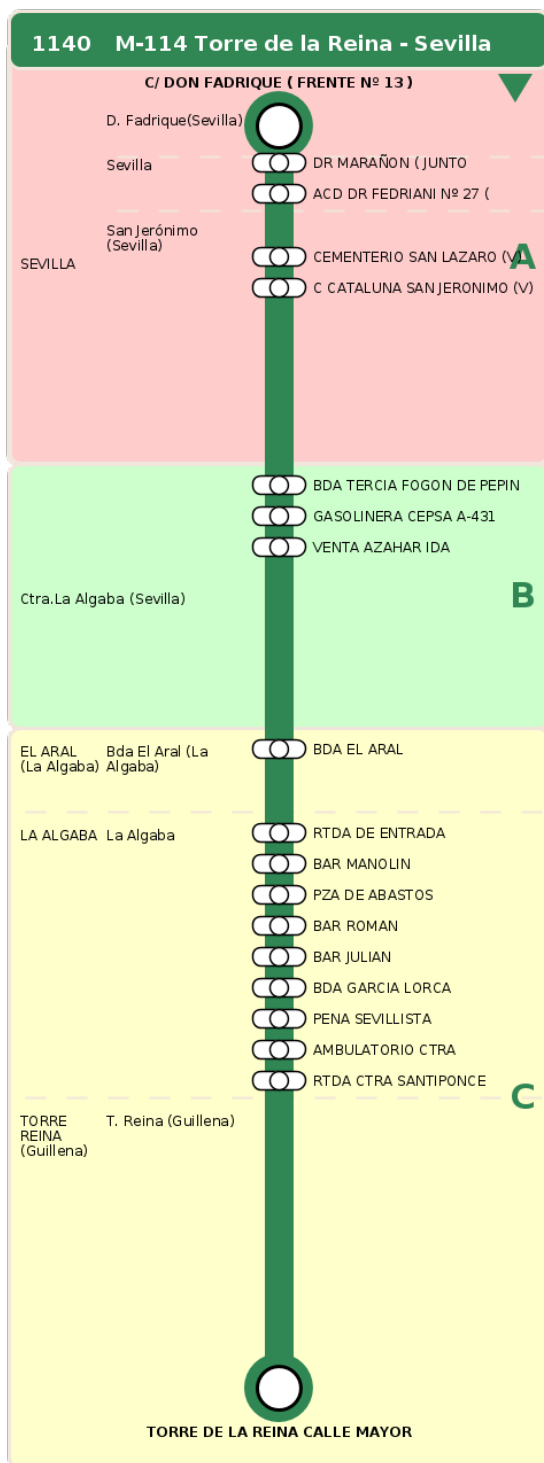 1140 M-114 Torre de la Reina - Sevilla
C/ DON FADRIQUE ( FRENTE Nº 13 )
D. Fadrique(Sevilla)
Sevilla
DR MARAÑON ( JUNTO
ACD DR FEDRIANI Nº 27 (
San Jerónimo
(Sevilla)
SEVILLA
CEMENTERIO SAN LAZARO (V)
A
C CATALUNA SAN JERONIMO (V)
BDA TERCIA FOGON DE PEPIN
GASOLINERA CEPSA A-431
VENTA AZAHAR IDA
Ctra.La Algaba (Sevilla)
B
EL ARAL
(La Algaba)
Bda El Aral (La
Algaba)
BDA EL ARAL
LA ALGABA
La Algaba
RTDA DE ENTRADA
BAR MANOLIN
PZA DE ABASTOS
BAR ROMAN
BAR JULIAN
BDA GARCIA LORCA
PENA SEVILLISTA
AMBULATORIO CTRA
RTDA CTRA SANTIPONCE
C
TORRE
REINA
(Guillena)
T. Reina (Guillena)
TORRE DE LA REINA CALLE MAYOR